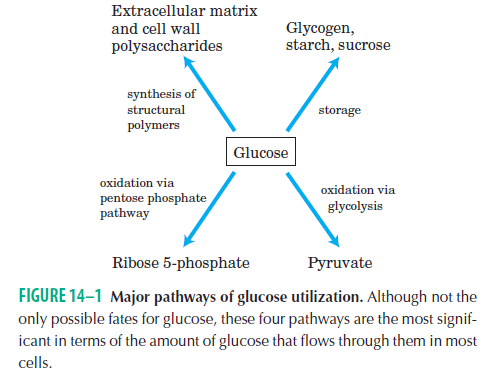 Extracellular matrix
and cell wall
polysaccharides
Glycogen,
starch, sucrose
synthesis of
structural
polymers
storage
Glucose
oxidation via
pentose phosphate
pathway
oxidation via
glycolysis
Ribose 5-phosphate
Pyruvate
FIGURE 14–1 Major pathways of glucose utilization. Although not the
only possible fates for glucose, these four pathways are the most signif-
icant in terms of the amount of glucose that flows through them in most
cells.